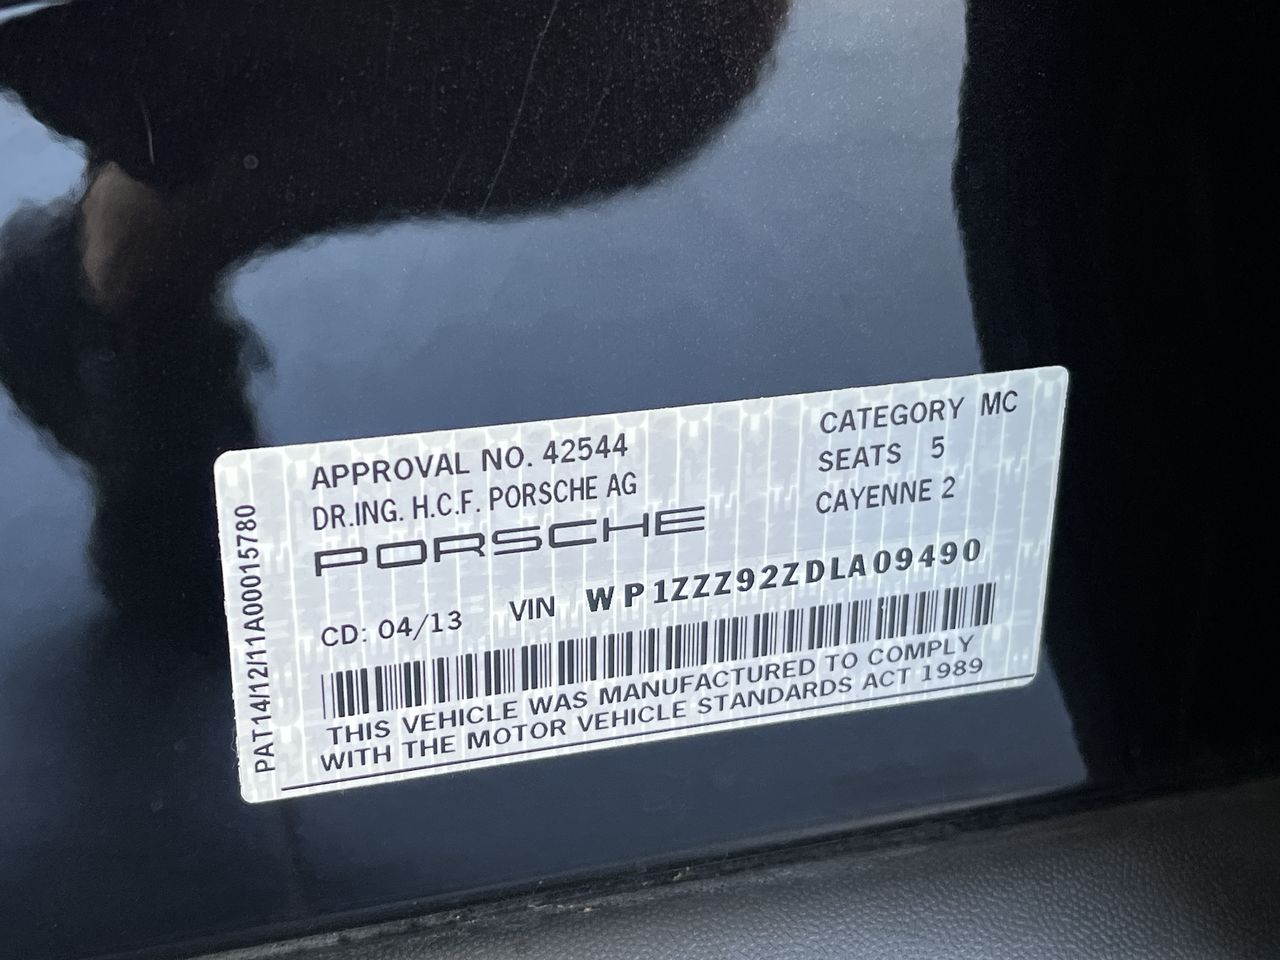 APPROVAL NO. 42544
DR.ING. H.C.F. PORSCHE AG
PORSCHE
CATEGORY MC
SEATS 5
CAYENNE 2
CD: 04/13 VIN WP1ZZZ92ZDLA09490
THIS VEHICLE WAS MANUFACTURED TO COMPLY
WITH THE MOTOR VEHICLE STANDARDS ACT 1989
PAT14/12/11A00015780